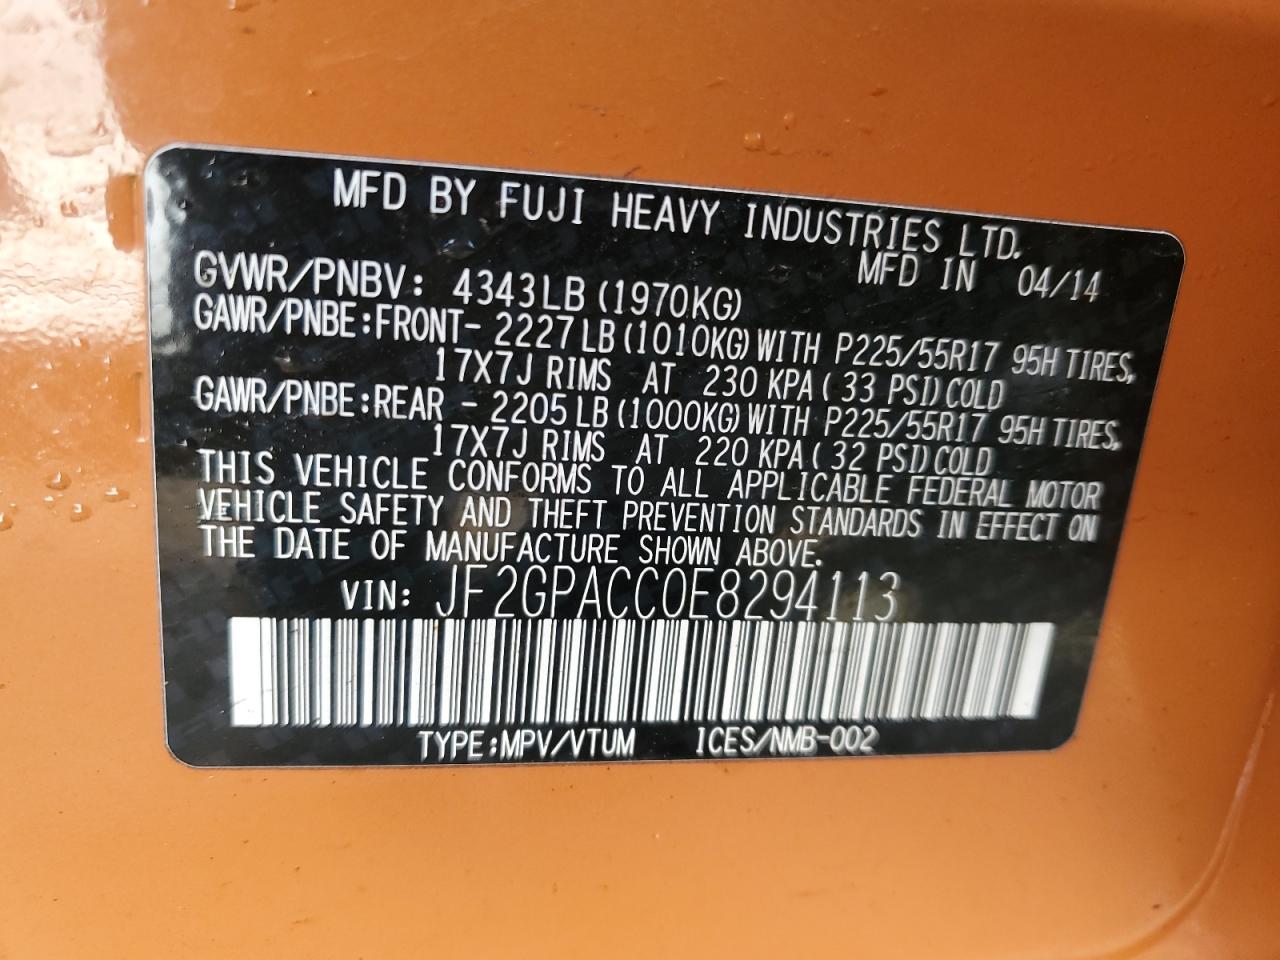 MFD BY FUJI HEAVY INDUSTRIES LTD.
MFD IN 04/14
GVWR/PNBV: 4343LB (1970KG)
GAWR/PNBE:FRONT- 2227LB (1010KG) WITH P225/55R17 95H TIRES,
17X7J RIMS AT 230 KPA ( 33 PSI) COLD
GAWR/PNBE:REAR - 2205LB (1000KG) WITH P225/55R17 95H TIRES,
17X7J RIMS AT 220 KPA ( 32 PSI) COLD
THIS VEHICLE CONFORMS TO ALL APPLICABLE FEDERAL MOTOR
VEHICLE SAFETY AND THEFT PREVENTION STANDARDS IN EFFECT ON
THE DATE OF MANUFACTURE SHOWN ABOVE.
VIN: JF2GPACC0E8294113
TYPE:MPV/VTUM ICES/NMB-002